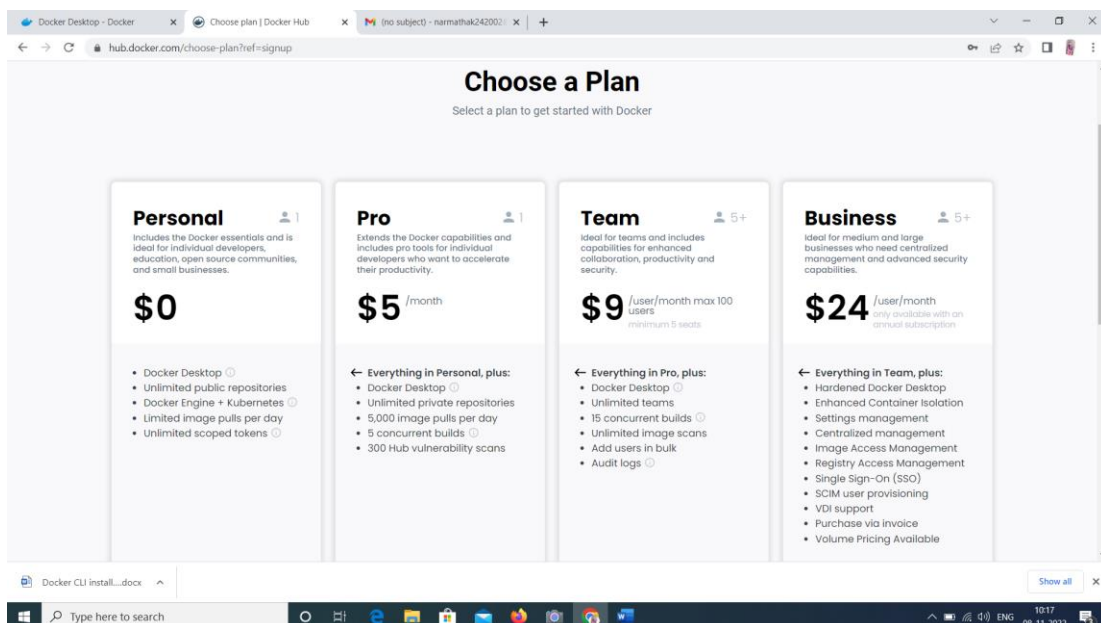 Docker Desktop - Docker
Choose plan | Docker Hub
(no subject) - narmathak242002
hub.docker.com/choose-plan?ref=signup
Choose a Plan
Select a plan to get started with Docker
Personal 1
Includes the Docker essentials and is
ideal for individual developers,
education, open source communities,
and small businesses.
$0
• Docker Desktop
• Unlimited public repositories
• Docker Engine + Kubernetes
• Limited image pulls per day
• Unlimited scoped tokens
Pro 1
Extends the Docker capabilities and
includes pro tools for individual
developers who want to accelerate
their productivity.
$5 /month
← Everything in Personal, plus:
• Docker Desktop
• Unlimited private repositories
• 5,000 image pulls per day
• 5 concurrent builds
• 300 Hub vulnerability scans
Team 5+
Ideal for teams and includes
capabilities for enhanced
collaboration, productivity and
security.
$9 /user/month max 100
users
minimum 5 seats
← Everything in Pro, plus:
• Docker Desktop
• Unlimited teams
• 15 concurrent builds
• Unlimited image scans
• Add users in bulk
• Audit logs
Business 5+
Ideal for medium and large
businesses who need centralized
management and advanced security
capabilities.
$24 /user/month
only available with an
annual subscription
← Everything in Team, plus:
• Hardened Docker Desktop
• Enhanced Container Isolation
• Settings management
• Centralized management
• Image Access Management
• Registry Access Management
• Single Sign-On (SSO)
• SCIM user provisioning
• VDI support
• Purchase via invoice
• Volume Pricing Available
Docker CLI install....docx
Show all
Type here to search
ENG
10:17
08-11-2022